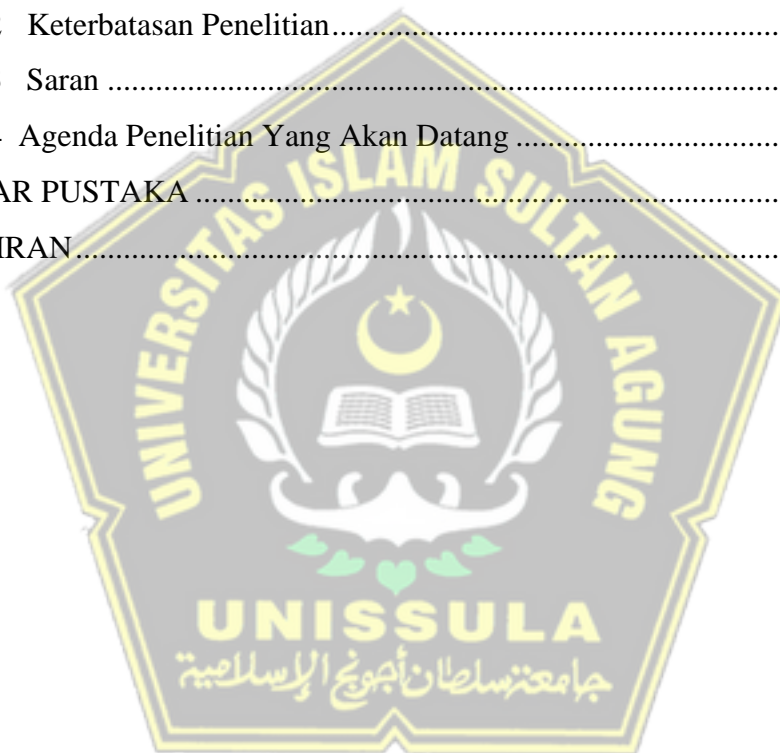 Keterbatasan Penelitian
Saran
Agenda Penelitian Yang Akan Datang
AR PUSTAKA
IRAN
UNIVERSITAS ISLAM SULTAN AGUNG
UNISSULA
جامعة سلطان أجونج الإسلامية